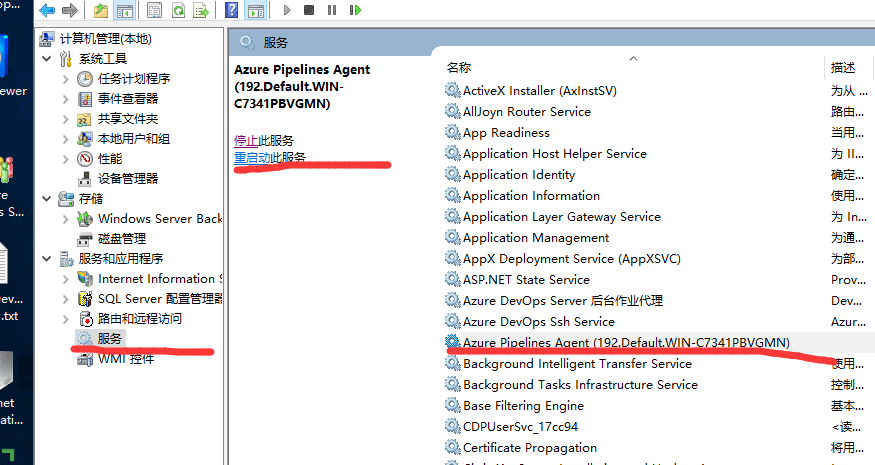 op...
ewer
re
s S...
ev...
.txt
net
ati...
计算机管理(本地)
系统工具
任务计划程序
事件查看器
共享文件夹
本地用户和组
性能
设备管理器
存储
Windows Server Back
磁盘管理
服务和应用程序
Internet Information S
SQL Server 配置管理器
路由和远程访问
服务
WMI 控件
服务
Azure Pipelines Agent
(192.Default.WIN-
C7341PBVGMN)
停止此服务
重启动此服务
名称 描述
ActiveX Installer (AxInstSV) 为从
AllJoyn Router Service 路由...
App Readiness 当用...
Application Host Helper Service 为 II...
Application Identity 确定...
Application Information 使用...
Application Layer Gateway Service 为 In...
Application Management 为通...
AppX Deployment Service (AppXSVC) 为部...
ASP.NET State Service Prov...
Azure DevOps Server 后台作业代理 Dev...
Azure DevOps Ssh Service Azur...
Azure Pipelines Agent (192.Default.WIN-C7341PBVGMN)
Background Intelligent Transfer Service 使用...
Background Tasks Infrastructure Service 控制...
Base Filtering Engine 基本...
CDPUserSvc_17cc94 <读...
Certificate Propagation 将用...